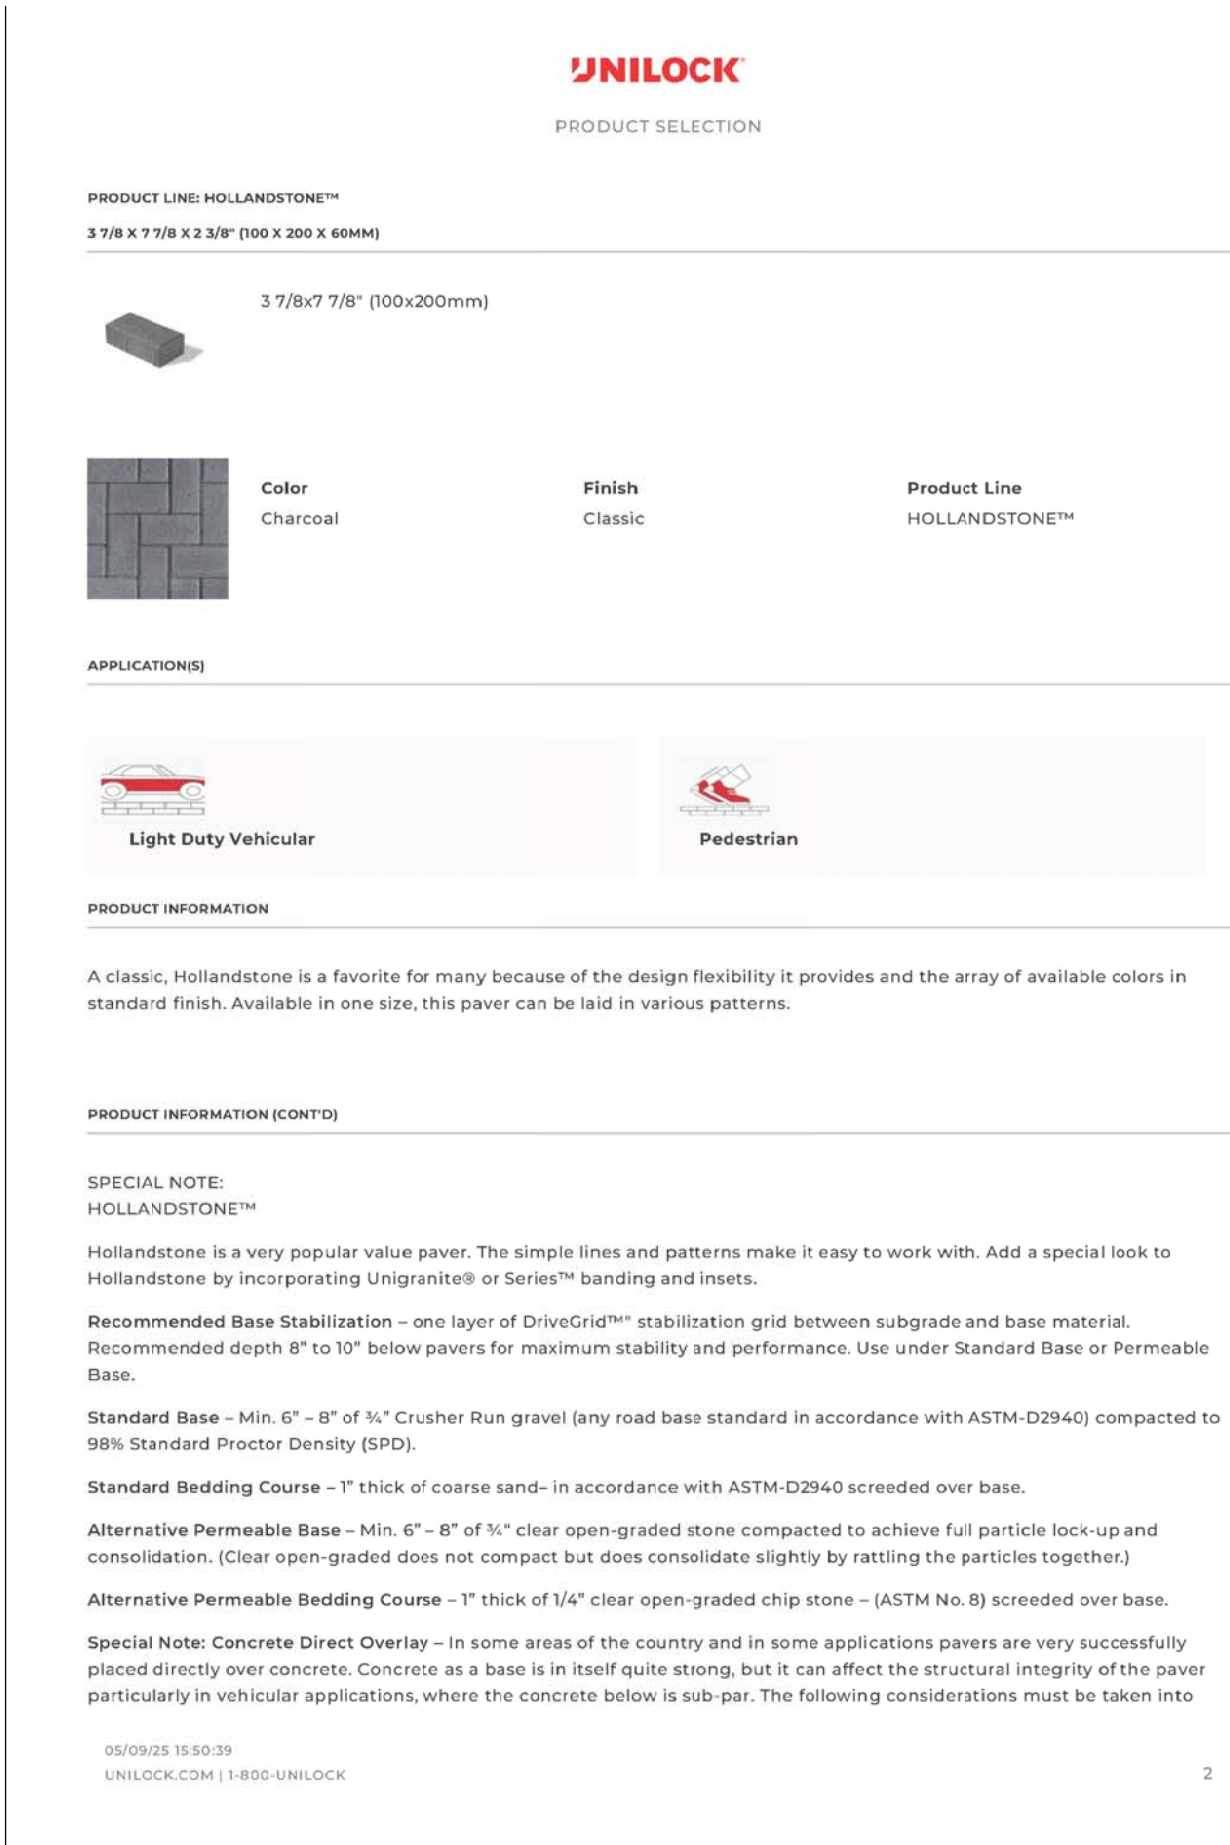 UNILOCK
PRODUCT SELECTION
PRODUCT LINE: HOLLANDSTONE™
3 7/8 X 7 7/8 X 2 3/8" (100 X 200 X 60MM)
3 7/8x7 7/8" (100x200mm)
Color Finish Product Line
Charcoal Classic HOLLANDSTONE™
APPLICATION(S)
Light Duty Vehicular Pedestrian
PRODUCT INFORMATION
A classic, Hollandstone is a favorite for many because of the design flexibility it provides and the array of available colors in
standard finish. Available in one size, this paver can be laid in various patterns.
PRODUCT INFORMATION (CONT'D)
SPECIAL NOTE:
HOLLANDSTONE™
Hollandstone is a very popular value paver. The simple lines and patterns make it easy to work with. Add a special look to
Hollandstone by incorporating Unigranite® or Series™ banding and insets.
Recommended Base Stabilization – one layer of DriveGrid™" stabilization grid between subgrade and base material.
Recommended depth 8" to 10" below pavers for maximum stability and performance. Use under Standard Base or Permeable
Base.
Standard Base – Min. 6" – 8" of ¾" Crusher Run gravel (any road base standard in accordance with ASTM-D2940) compacted to
98% Standard Proctor Density (SPD).
Standard Bedding Course – 1" thick of coarse sand– in accordance with ASTM-D2940 screeded over base.
Alternative Permeable Base – Min. 6" – 8" of ¾" clear open-graded stone compacted to achieve full particle lock-up and
consolidation. (Clear open-graded does not compact but does consolidate slightly by rattling the particles together.)
Alternative Permeable Bedding Course – 1" thick of 1/4" clear open-graded chip stone – (ASTM No. 8) screeded over base.
Special Note: Concrete Direct Overlay – In some areas of the country and in some applications pavers are very successfully
placed directly over concrete. Concrete as a base is in itself quite strong, but it can affect the structural integrity of the paver
particularly in vehicular applications, where the concrete below is sub-par. The following considerations must be taken into
05/09/25 15:50:39
UNILOCK.COM | 1-800-UNILOCK 2